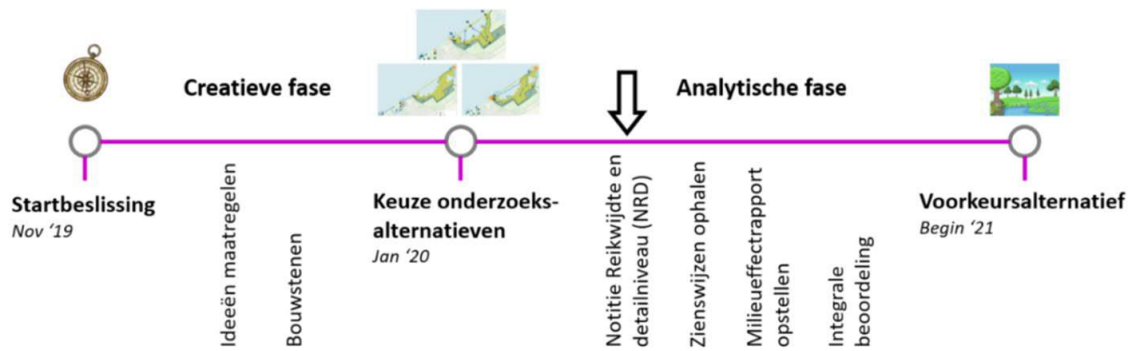 Creatieve fase
Analytische fase
Startbeslissing
Nov ‘19
Ideeën maatregelen
Bouwstenen
Keuze onderzoeks-
alternatieven
Jan ‘20
Notitie Reikwijdte en
detailniveau (NRD)
Zienswijzen ophalen
Milieueffectrapport
opstellen
Integrale
beoordeling
Voorkeursalternatief
Begin ‘21